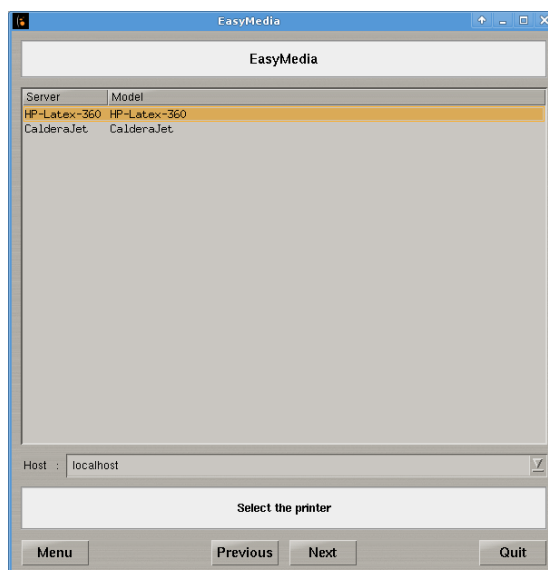 EasyMedia
EasyMedia
Server Model
HP-Latex-360 HP-Latex-360
CalderaJet CalderaJet
Host : localhost
Select the printer
Menu Previous Next Quit